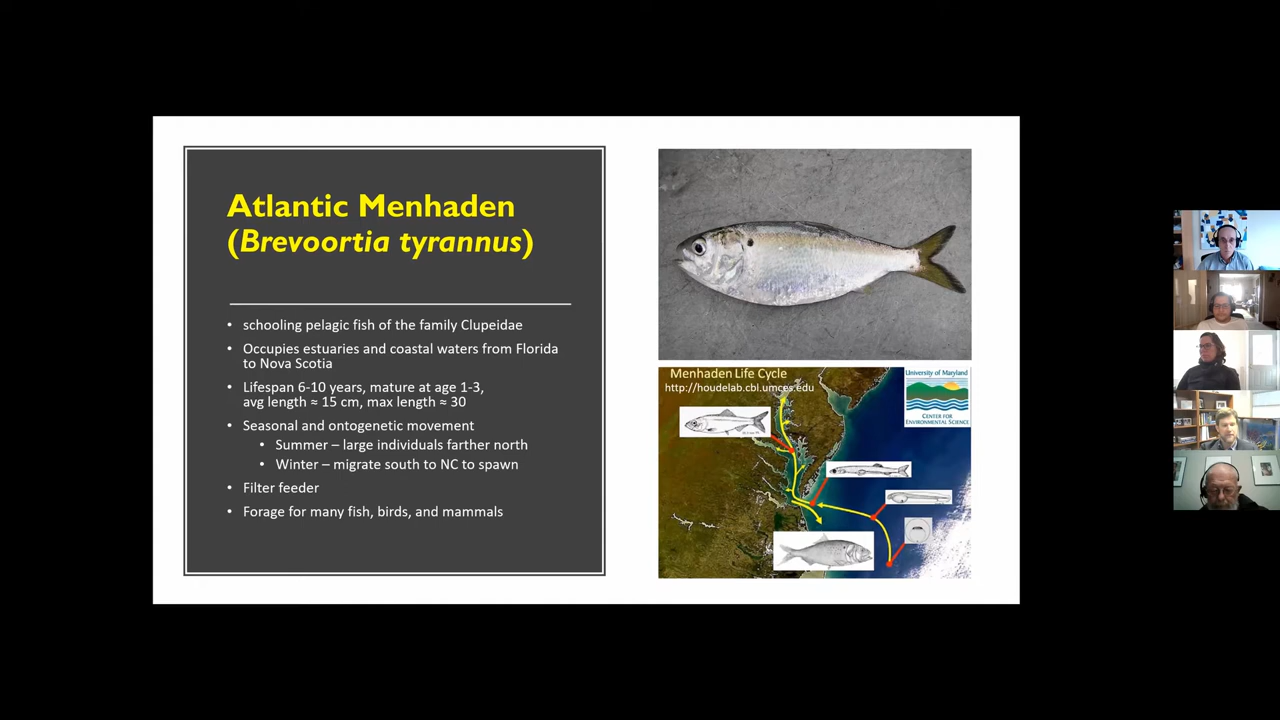 Atlantic Menhaden
(Brevoortia tyrannus)
• schooling pelagic fish of the family Clupeidae
• Occupies estuaries and coastal waters from Florida
to Nova Scotia
• Lifespan 6-10 years, mature at age 1-3,
avg length ≈ 15 cm, max length ≈ 30
• Seasonal and ontogenetic movement
• Summer – large individuals farther north
• Winter – migrate south to NC to spawn
• Filter feeder
• Forage for many fish, birds, and mammals
Menhaden Life Cycle
http://houdelab.cbl.umces.edu
University of Maryland
CENTER FOR
ENVIRONMENTAL SCIENCE